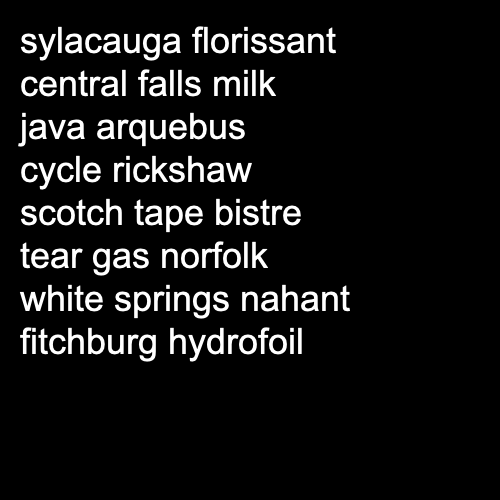 sylacauga florissant
central falls milk
java arquebus
cycle rickshaw
scotch tape bistre
tear gas norfolk
white springs nahant
fitchburg hydrofoil